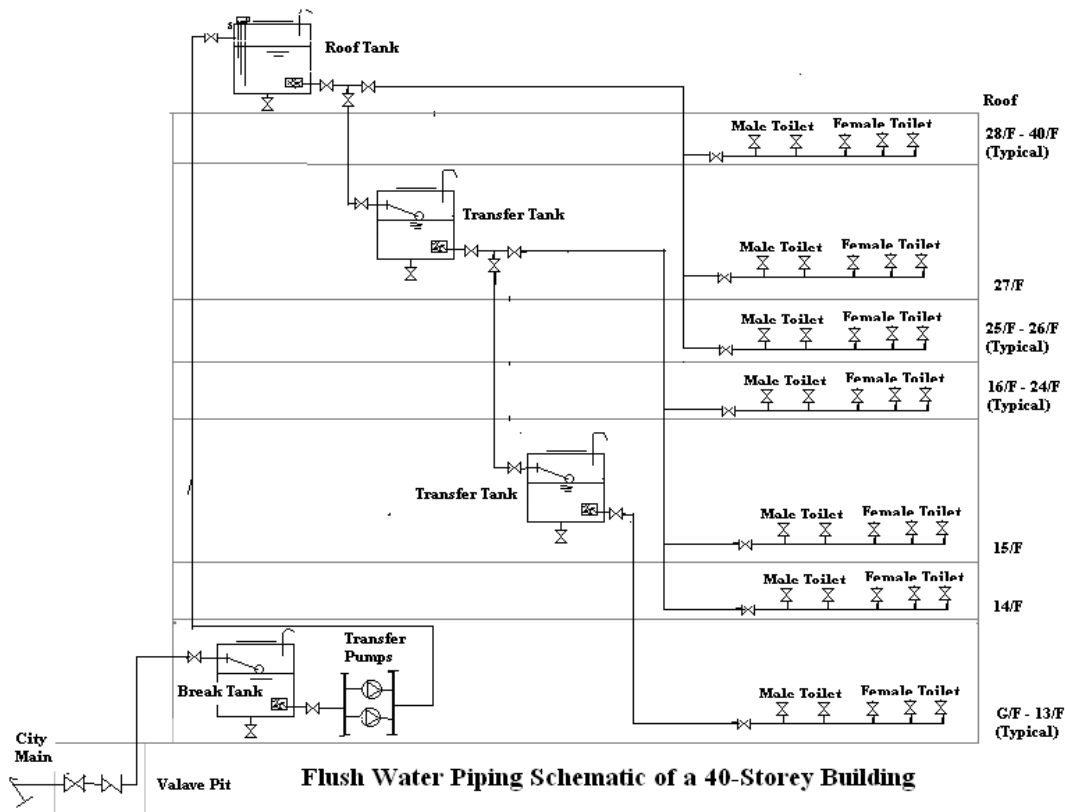 s
Roof Tank
Roof
Male Toilet Female Toilet
28/F - 40/F
(Typical)
Transfer Tank
Male Toilet Female Toilet
27/F
Male Toilet Female Toilet
25/F - 26/F
(Typical)
Male Toilet Female Toilet
16/F - 24/F
(Typical)
Transfer Tank
Male Toilet Female Toilet
15/F
Male Toilet Female Toilet
14/F
Transfer
Pumps
Break Tank
Male Toilet Female Toilet
G/F - 13/F
(Typical)
City
Main
Valave Pit
Flush Water Piping Schematic of a 40-Storey Building